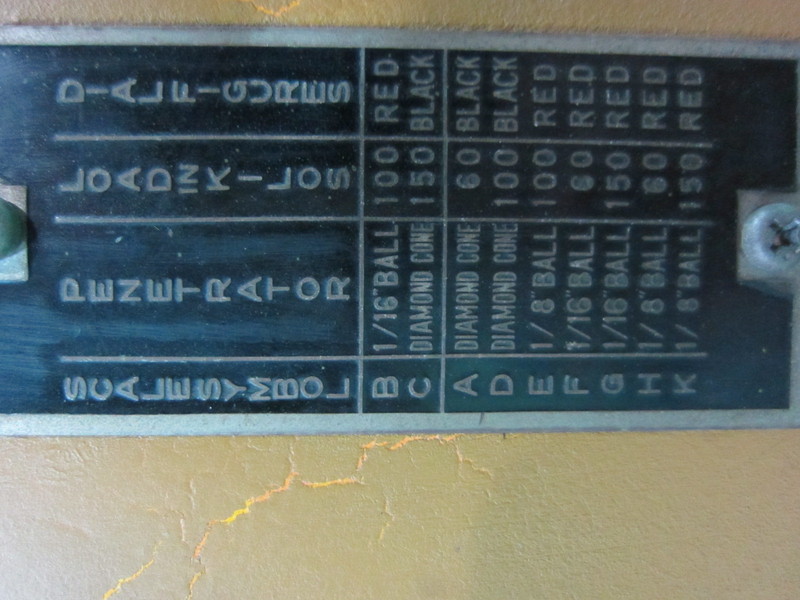 SCALE SYMBOL PENETRATOR LOAD IN KILOS DIAL FIGURES
B 1/16" BALL 100 RED
C DIAMOND CONE 150 BLACK
A DIAMOND CONE 60 BLACK
D DIAMOND CONE 100 BLACK
E 1/8" BALL 100 RED
F 1/16" BALL 60 RED
G 1/16" BALL 150 RED
H 1/8" BALL 60 RED
K 1/8" BALL 150 RED